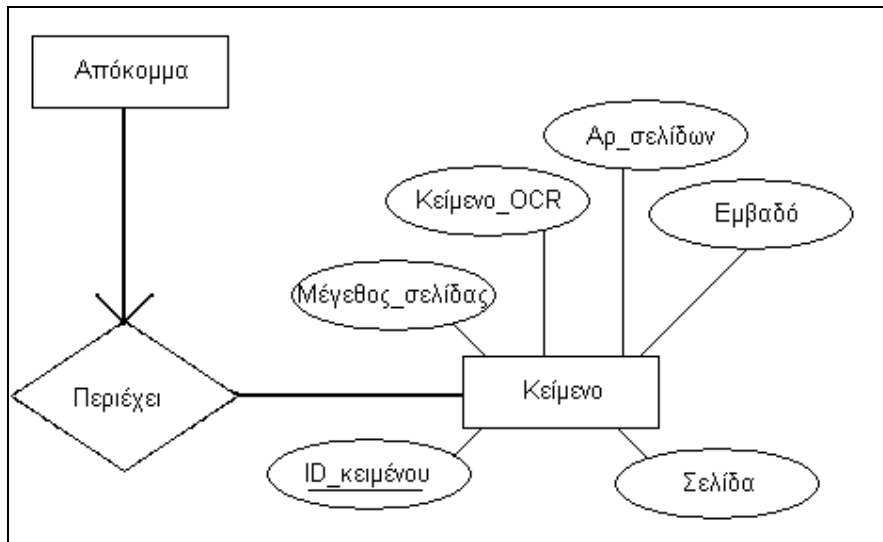 Απόκομμα
Αρ_σελίδων
Κείμενο_OCR
Εμβαδό
Μέγεθος_σελίδας
Περιέχει
Κείμενο
ID_κειμένου
Σελίδα